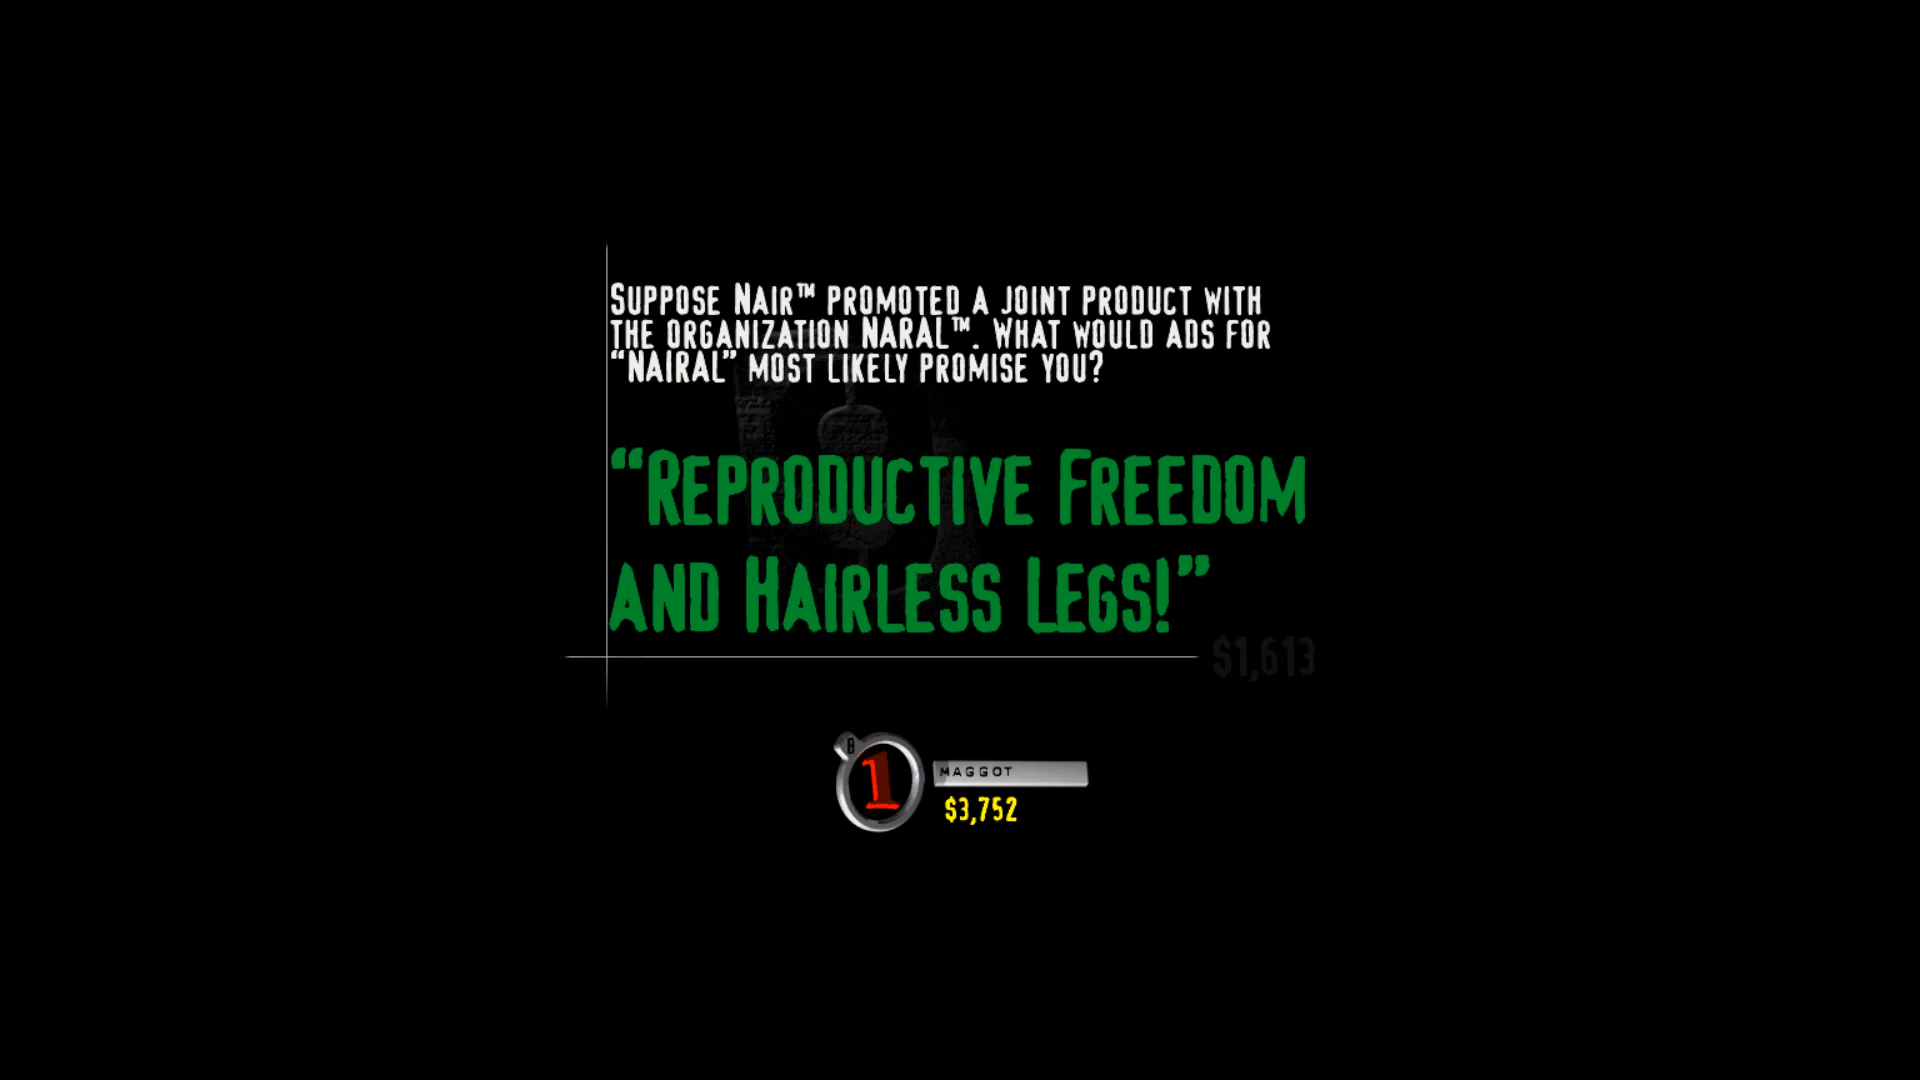 Suppose Nair™ promoted a joint product with
the organization NARAL™. What would ads for
“NAIRAL” most likely promise you?
“Reproductive Freedom
and Hairless Legs!”
$1,613
B
1
MAGGOT
$3,752